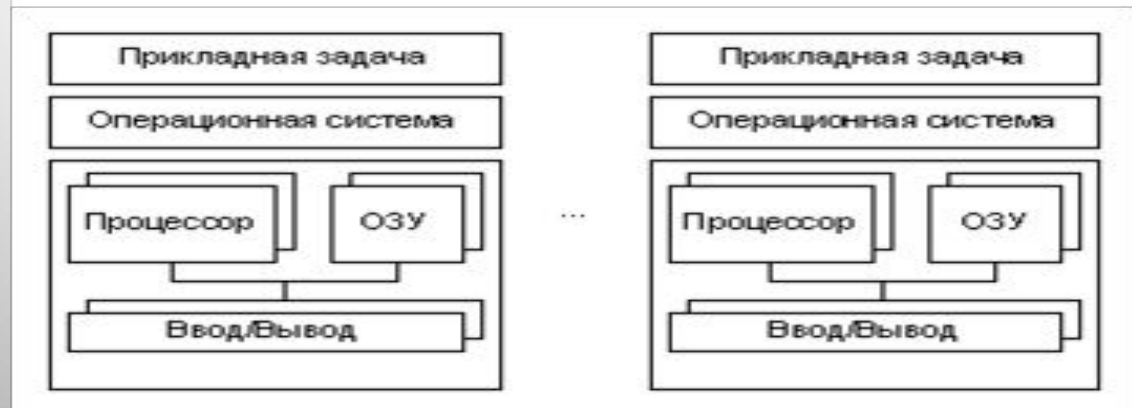 Прикладная задача
Операционная система
Процессор ОЗУ
Ввод/Вывод
...
Прикладная задача
Операционная система
Процессор ОЗУ
Ввод/Вывод